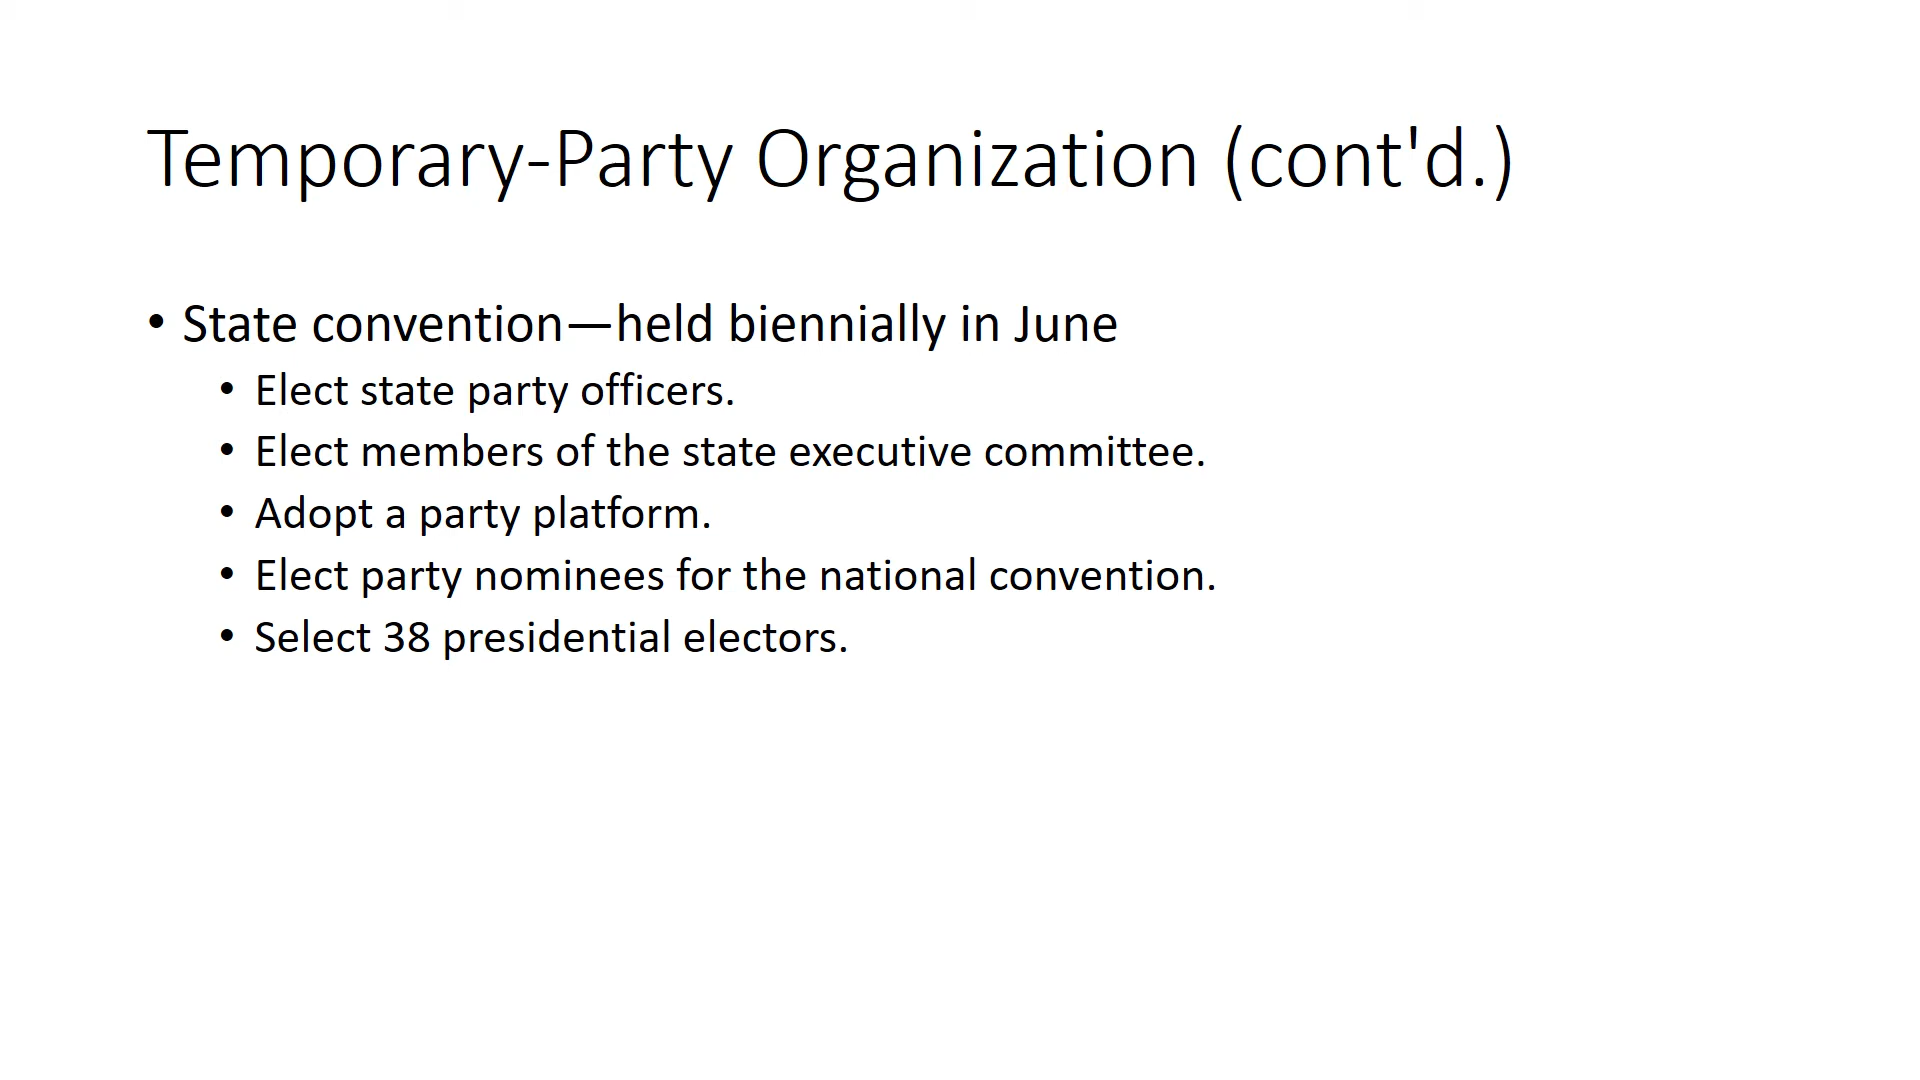 Temporary-Party Organization (cont'd.)
• State convention—held biennially in June
• Elect state party officers.
• Elect members of the state executive committee.
• Adopt a party platform.
• Elect party nominees for the national convention.
• Select 38 presidential electors.